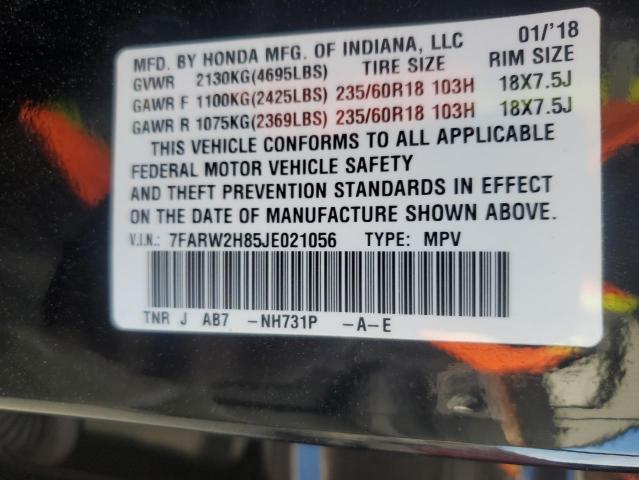 MFD. BY HONDA MFG. OF INDIANA, LLC 01/'18
GVWR 2130KG(4695LBS) TIRE SIZE RIM SIZE
GAWR F 1100KG(2425LBS) 235/60R18 103H 18X7.5J
GAWR R 1075KG(2369LBS) 235/60R18 103H 18X7.5J
THIS VEHICLE CONFORMS TO ALL APPLICABLE
FEDERAL MOTOR VEHICLE SAFETY
AND THEFT PREVENTION STANDARDS IN EFFECT
ON THE DATE OF MANUFACTURE SHOWN ABOVE.
V.I.N.: 7FARW2H85JE021056 TYPE: MPV
TNR J AB7 -NH731P -A-E